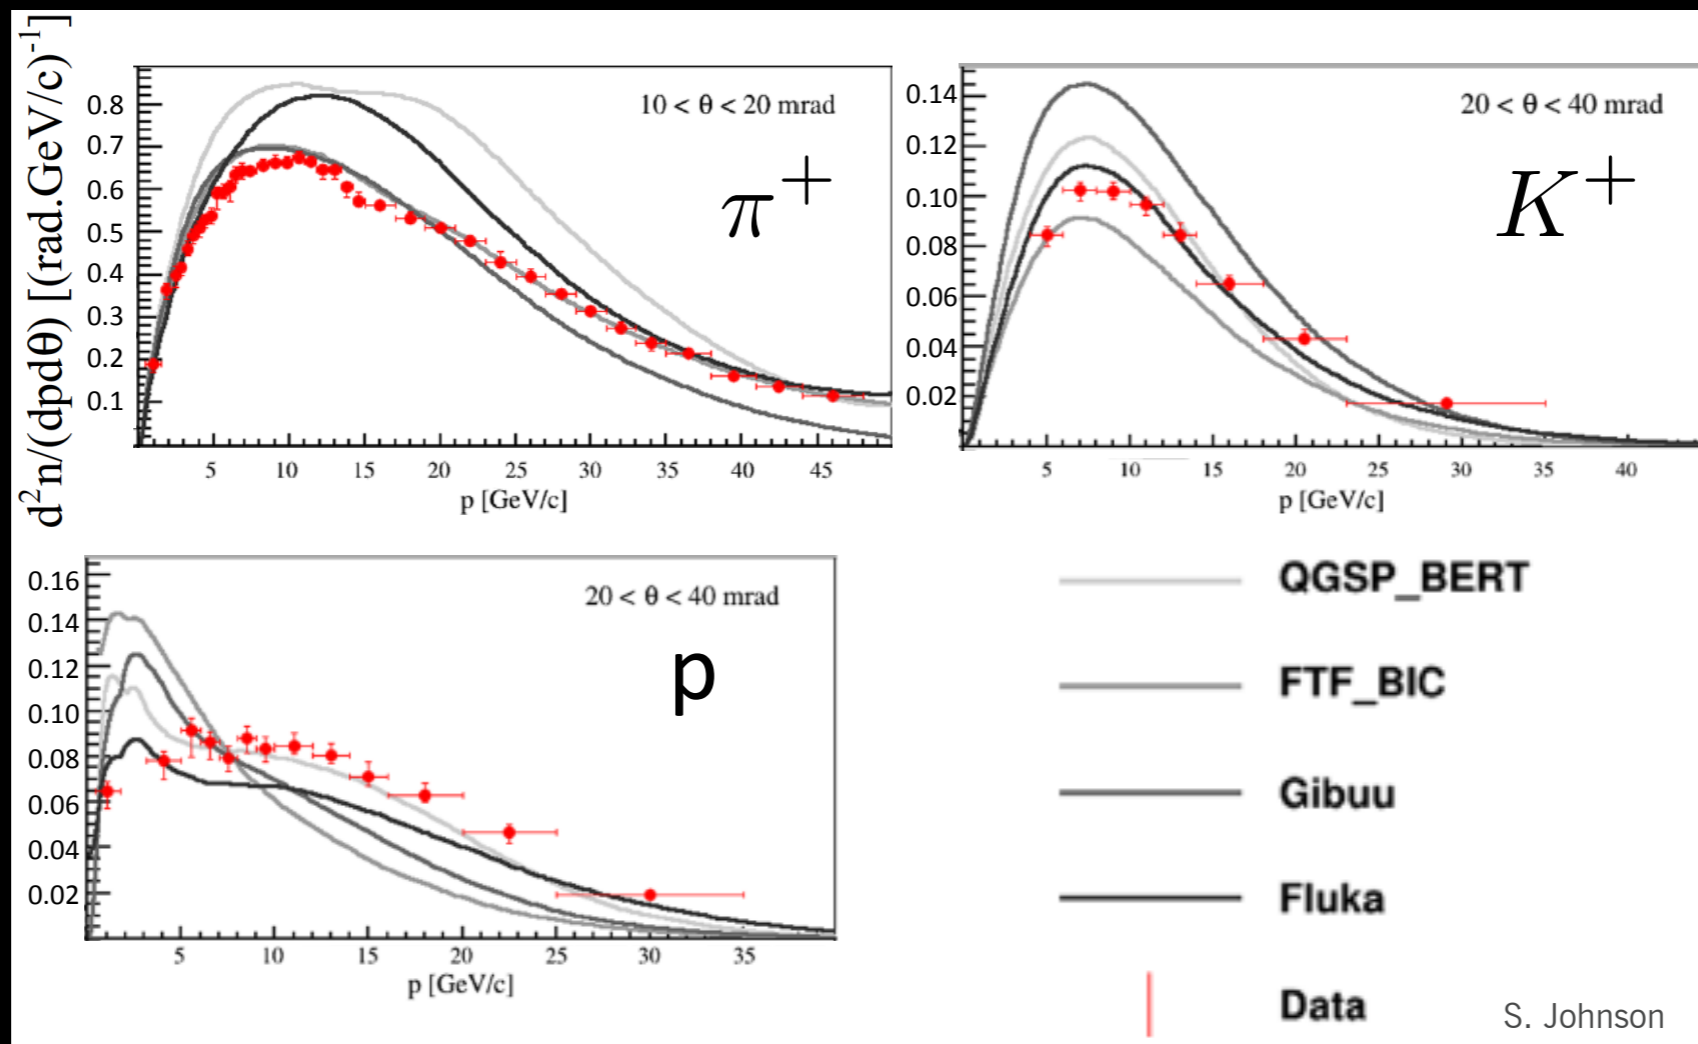 d²n/(dpdθ) [(rad.GeV/c)⁻¹]
10 < θ < 20 mrad
π⁺
0.8
0.7
0.6
0.5
0.4
0.3
0.2
0.1
5 10 15 20 25 30 35 40 45
p [GeV/c]
20 < θ < 40 mrad
K⁺
0.14
0.12
0.10
0.08
0.06
0.04
0.02
5 10 15 20 25 30 35 40
p [GeV/c]
20 < θ < 40 mrad
p
0.16
0.14
0.12
0.10
0.08
0.06
0.04
0.02
5 10 15 20 25 30 35
p [GeV/c]
QGSP_BERT
FTF_BIC
Gibuu
Fluka
Data
S. Johnson